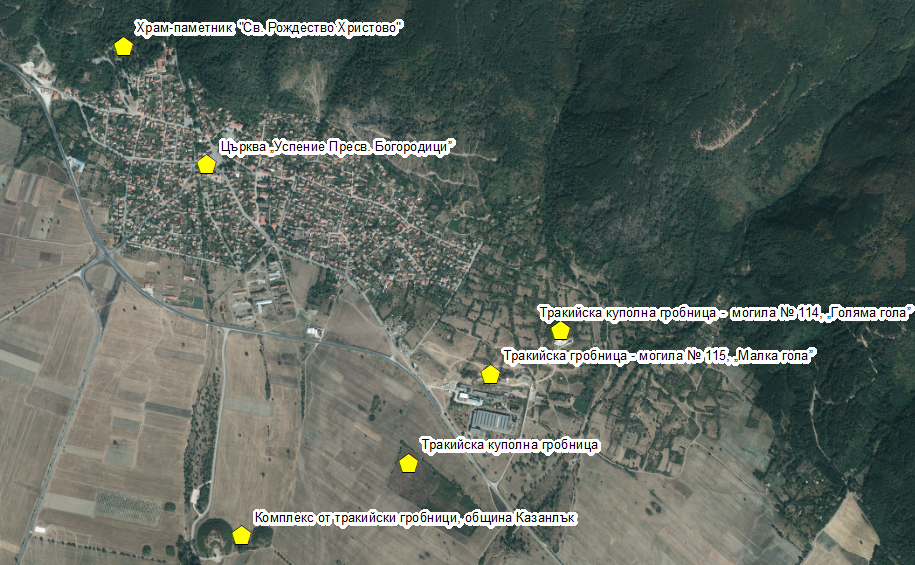 Храм-паметник "Св. Рождество Христово"
Църква „Успение Пресв. Богородици”
Тракийска куполна гробница - могила № 114, „Голяма гола”
Тракийска гробница - могила № 115, „Малка гола”
Тракийска куполна гробница
Комплекс от тракийски гробници, община Казанлък